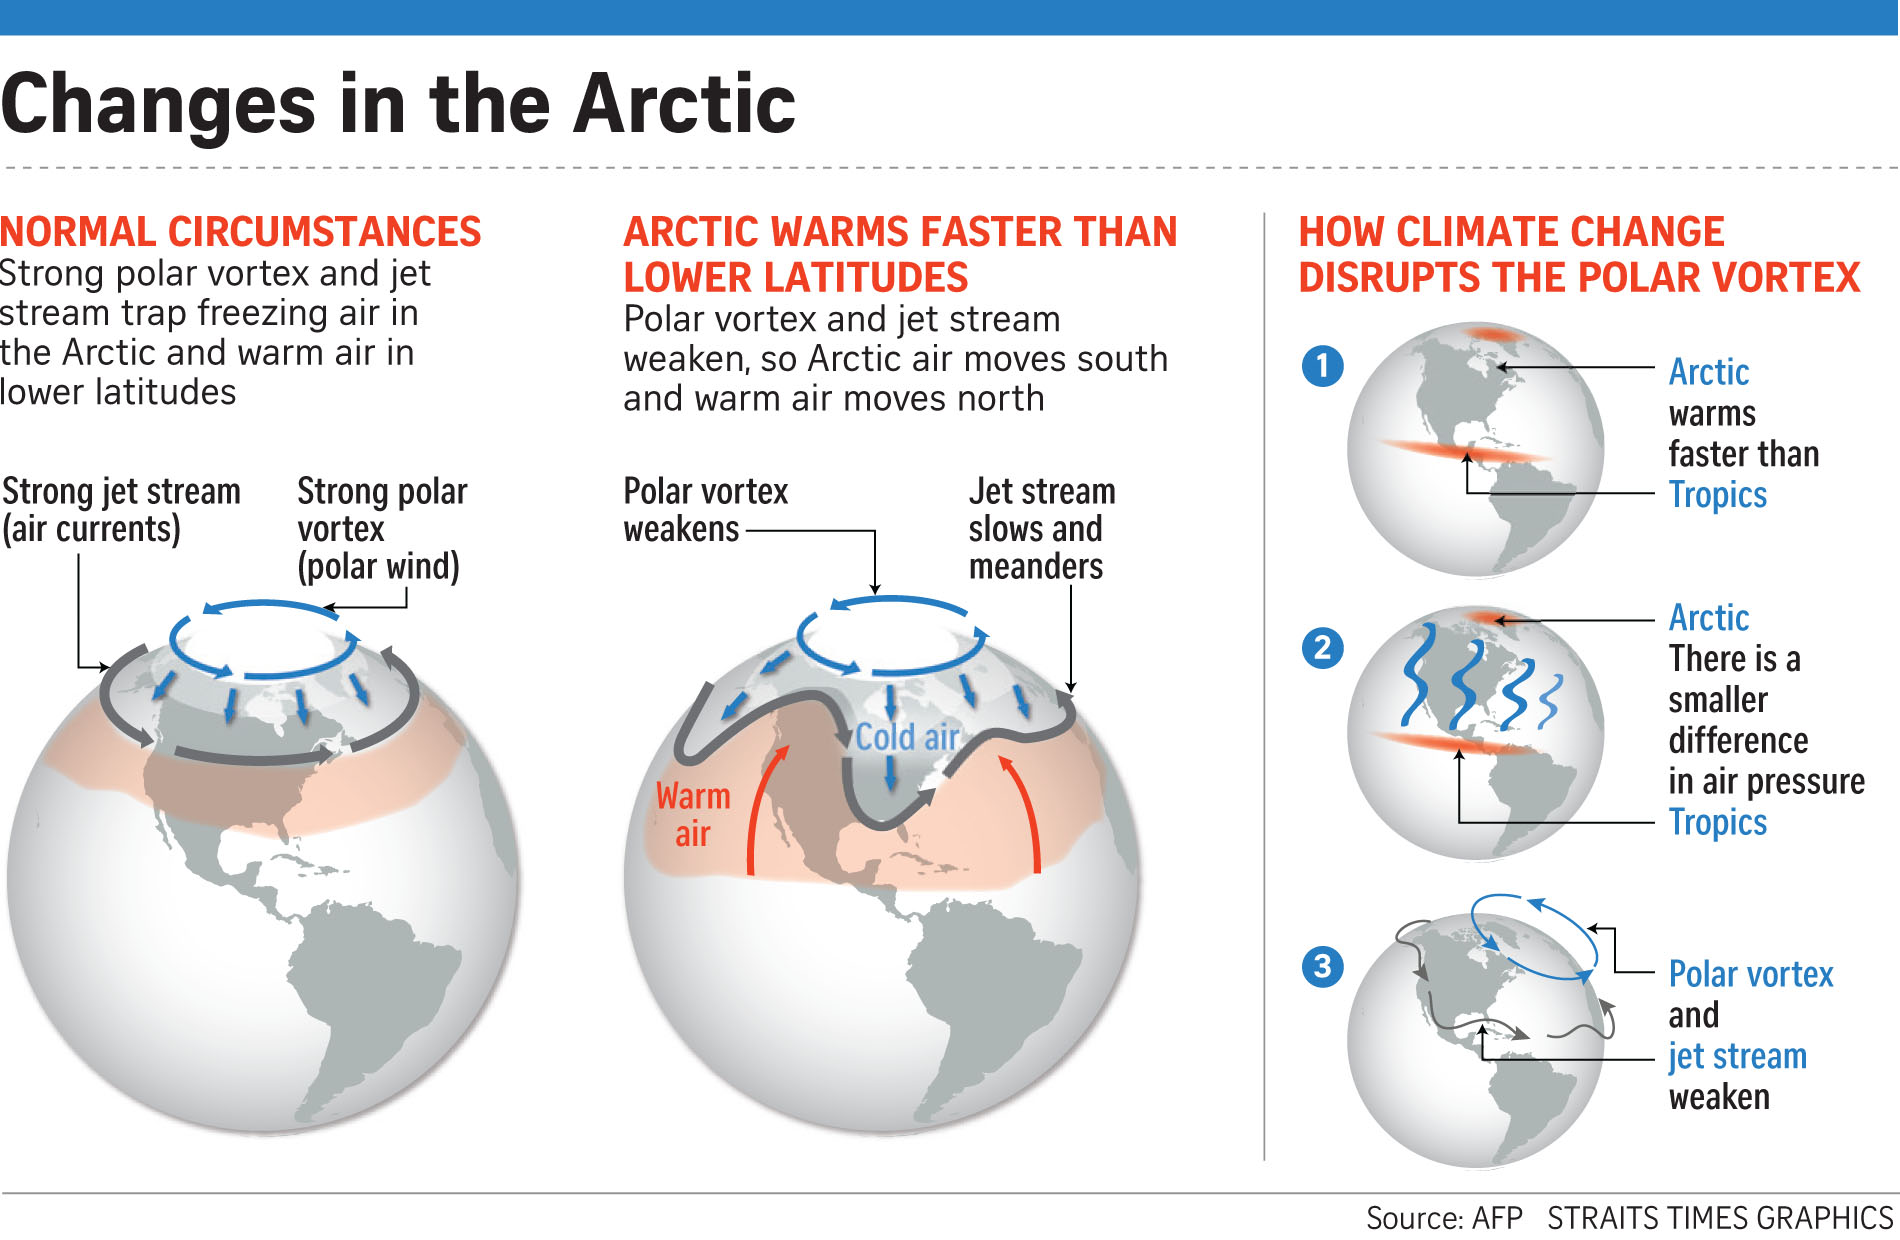 Changes in the Arctic
NORMAL CIRCUMSTANCES
Strong polar vortex and jet
stream trap freezing air in
the Arctic and warm air in
lower latitudes
Strong jet stream
(air currents)
Strong polar
vortex
(polar wind)
ARCTIC WARMS FASTER THAN
LOWER LATITUDES
Polar vortex and jet stream
weaken, so Arctic air moves south
and warm air moves north
Polar vortex
weakens
Jet stream
slows and
meanders
Cold air
Warm
air
HOW CLIMATE CHANGE
DISRUPTS THE POLAR VORTEX
1
Arctic
warms
faster than
Tropics
2
Arctic
There is a
smaller
difference
in air pressure
Tropics
3
Polar vortex
and
jet stream
weaken
Source: AFP STRAITS TIMES GRAPHICS